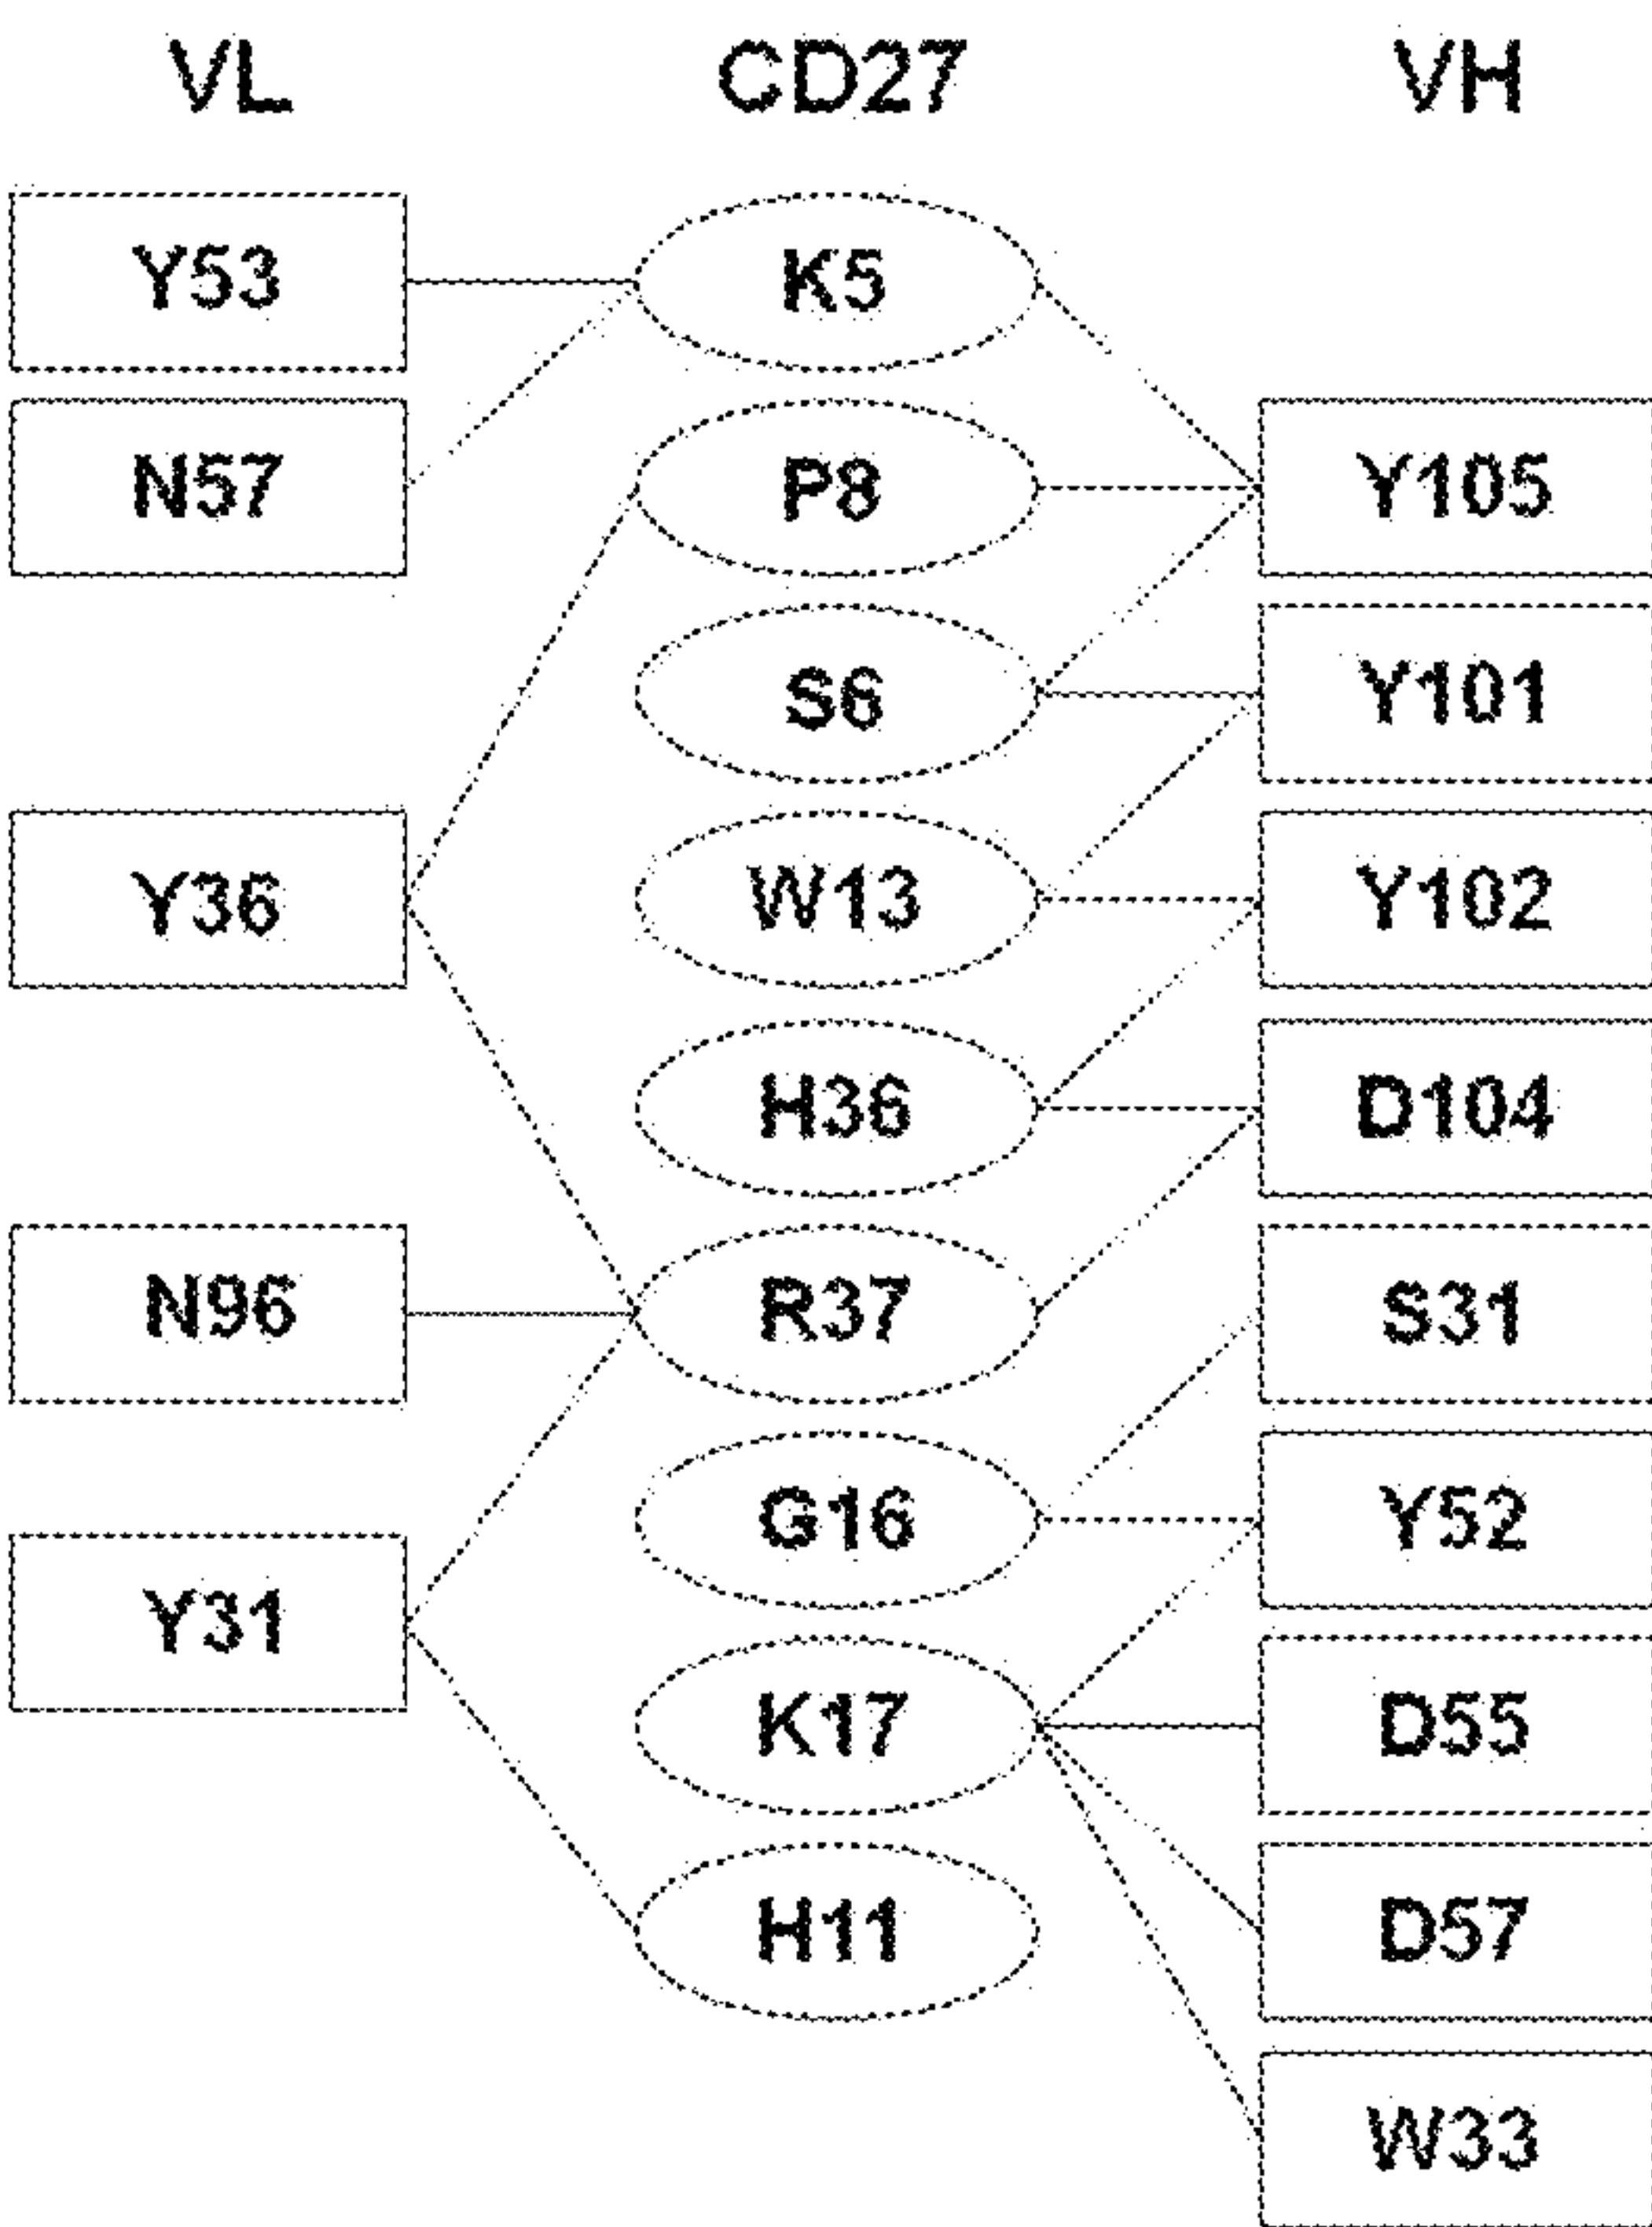 VL CD27 VH
Y53 K5
N57 P8 Y105
S6 Y101
Y36 W13 Y102
H36 D104
N96 R37 S31
G16 Y52
Y31
K17 D55
H11 D57
W33